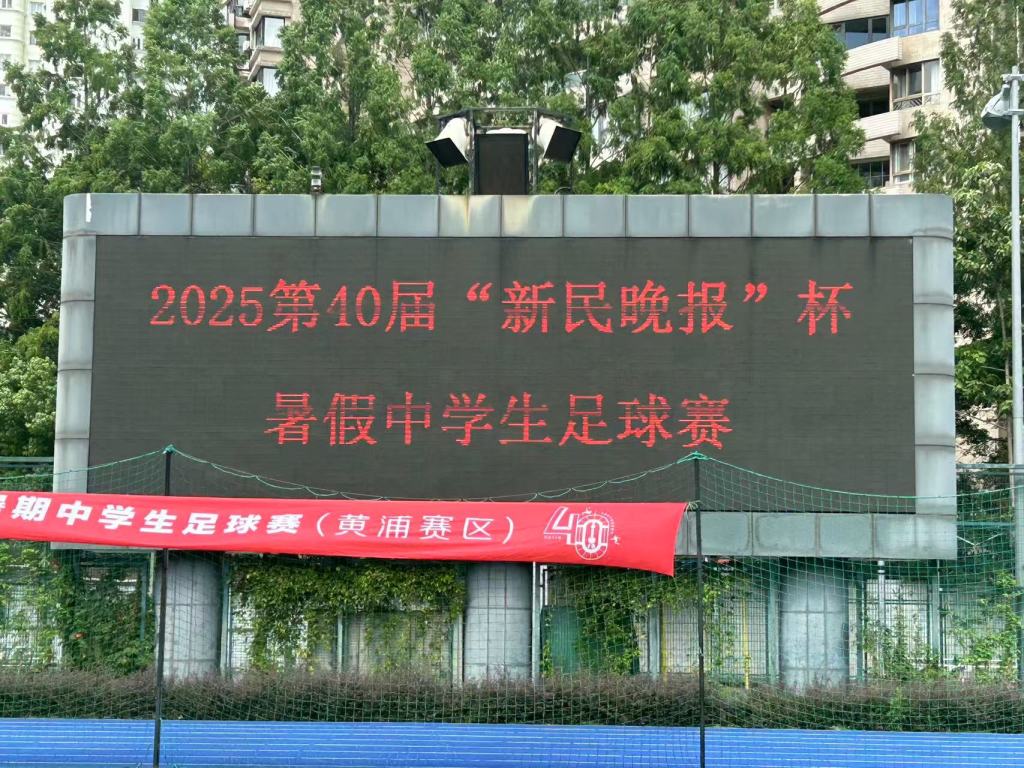 2025第40届“新民晚报”杯
暑假中学生足球赛
期中学生足球赛(黄浦赛区) 40